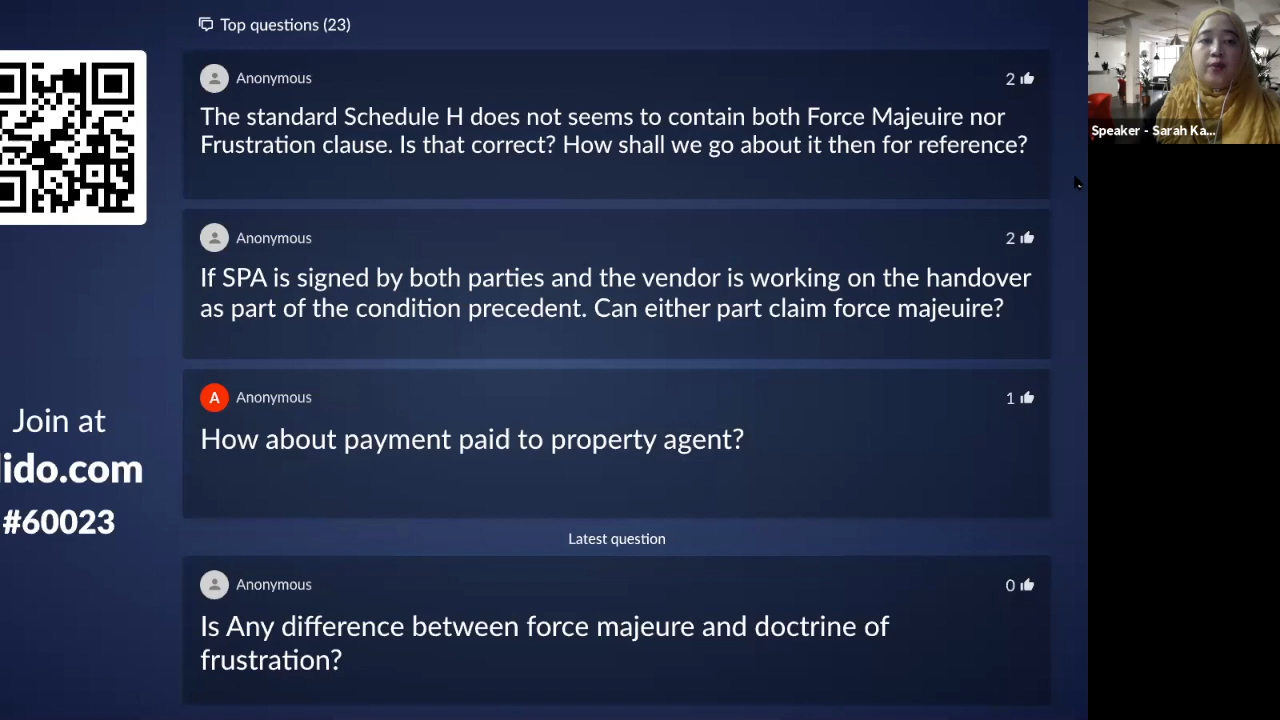 Top questions (23)
Anonymous
2
The standard Schedule H does not seems to contain both Force Majeuire nor
Frustration clause. Is that correct? How shall we go about it then for reference?
Anonymous
2
If SPA is signed by both parties and the vendor is working on the handover
as part of the condition precedent. Can either part claim force majeuire?
A
Anonymous
1
How about payment paid to property agent?
Latest question
Anonymous
0
Is Any difference between force majeure and doctrine of
frustration?
Join at
lido.com
#60023
Speaker - Sarah Ka...